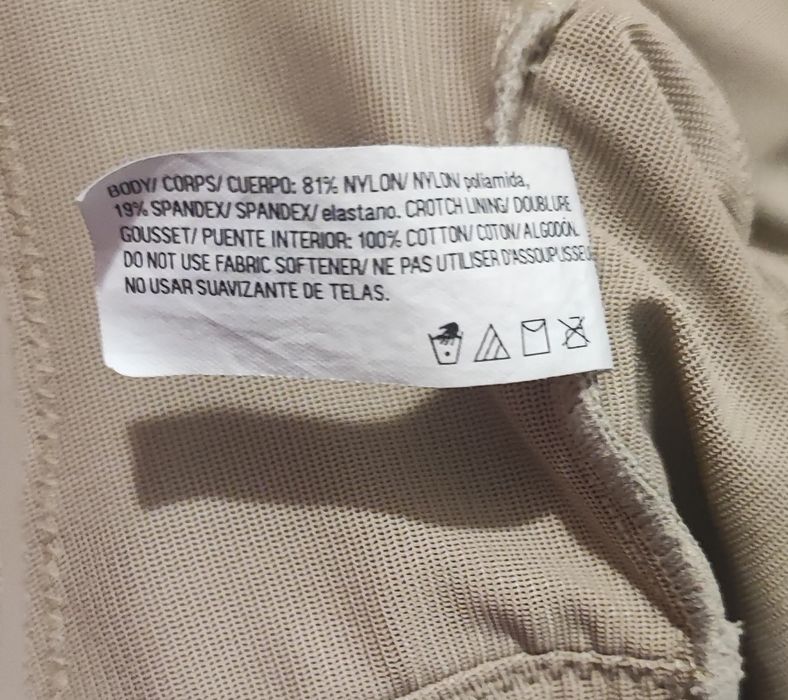 BODY/ CORPS/ CUERPO: 81% NYLON/ NYLON poliamida,
19% SPANDEX/ SPANDEX/ elastano. CROTCH LINING/ DOUBLURE
GOUSSET/ PUENTE INTERIOR: 100% COTTON/ COTON/ ALGODÓN.
DO NOT USE FABRIC SOFTENER/ NE PAS UTILISER
NO USAR SUAVIZANTE DE TELAS.